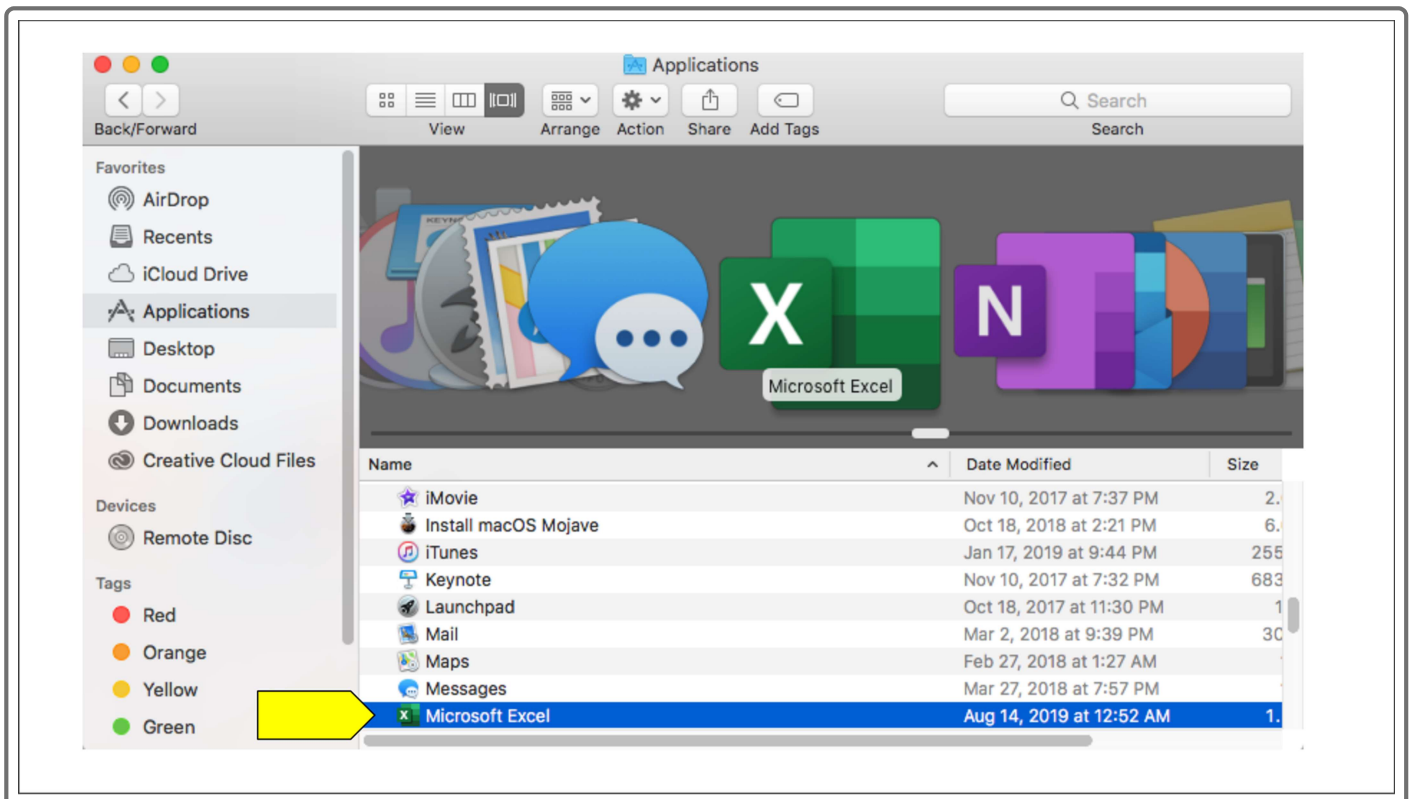 Applications
Back/Forward View Arrange Action Share Add Tags Search
Search
Favorites
AirDrop
Recents
iCloud Drive
Applications
Desktop
Documents
Downloads
Creative Cloud Files
Devices
Remote Disc
Tags
Red
Orange
Yellow
Green
KEYN
X
N
Microsoft Excel
Name Date Modified Size
iMovie Nov 10, 2017 at 7:37 PM 2.
Install macOS Mojave Oct 18, 2018 at 2:21 PM 6.
iTunes Jan 17, 2019 at 9:44 PM 255
Keynote Nov 10, 2017 at 7:32 PM 683
Launchpad Oct 18, 2017 at 11:30 PM 1
Mail Mar 2, 2018 at 9:39 PM 30
Maps Feb 27, 2018 at 1:27 AM
Messages Mar 27, 2018 at 7:57 PM
Microsoft Excel Aug 14, 2019 at 12:52 AM 1.